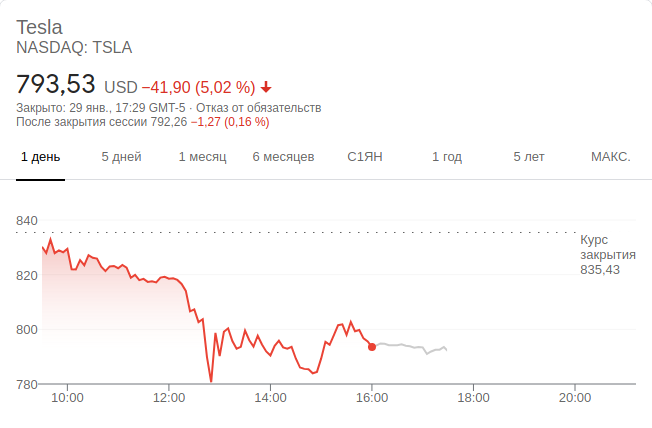 Tesla
NASDAQ: TSLA
793,53 USD −41,90 (5,02 %)
Закрыто: 29 янв., 17:29 GMT-5 · Отказ от обязательств
После закрытия сессии 792,26 −1,27 (0,16 %)
1 день 5 дней 1 месяц 6 месяцев С1ЯН 1 год 5 лет МАКС.
840
Курс
закрытия
835,43
820
800
780
10:00 12:00 14:00 16:00 18:00 20:00